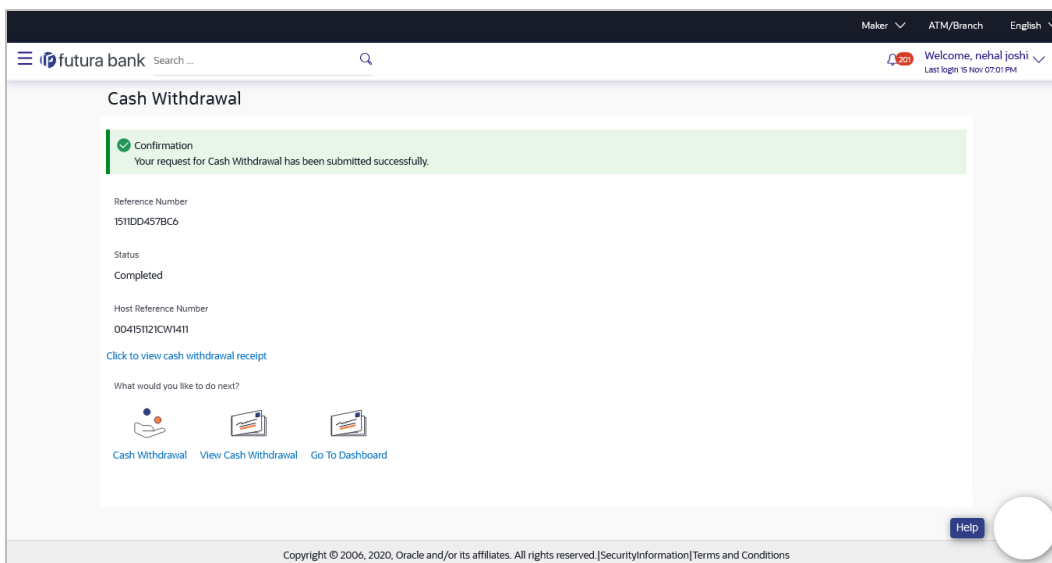 Maker ATM/Branch English
futura bank Search ... 201 Welcome, nehal joshi
Last login 15 Nov 07:01 PM
Cash Withdrawal
Confirmation
Your request for Cash Withdrawal has been submitted successfully.
Reference Number
1511DD457BC6
Status
Completed
Host Reference Number
004151121CW1411
Click to view cash withdrawal receipt
What would you like to do next?
Cash Withdrawal View Cash Withdrawal Go To Dashboard
Help
Copyright © 2006, 2020, Oracle and/or its affiliates. All rights reserved.|SecurityInformation|Terms and Conditions